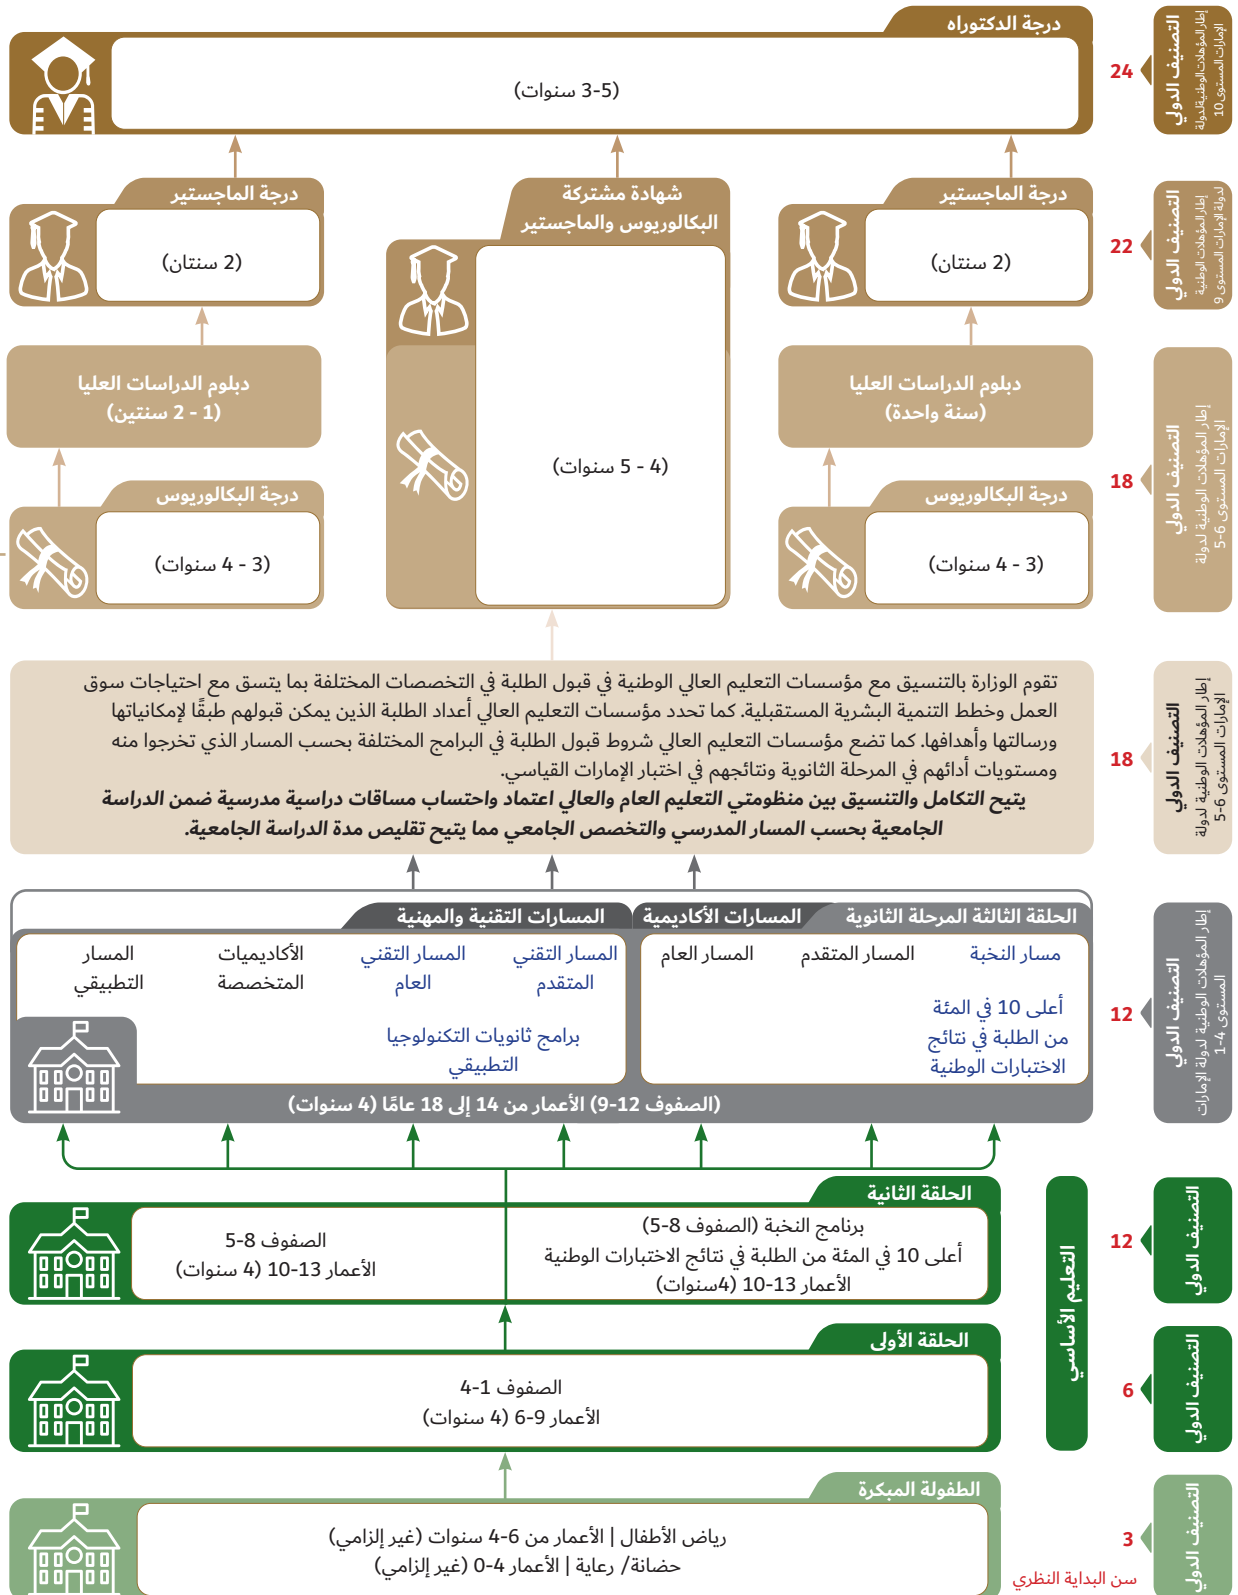 درجة الدكتوراه
(3-5 سنوات)
24
التصنيف الدولي
إطار المؤهلات الوطنية لدولة
الإمارات المستوى 10
درجة الماجستير
(2 سنتان)
شهادة مشتركة
البكالوريوس والماجستير
(4 - 5 سنوات)
درجة الماجستير
(2 سنتان)
22
التصنيف الدولي
إطار المؤهلات الوطنية
لدولة الإمارات المستوى 9
دبلوم الدراسات العليا
(سنة واحدة)
دبلوم الدراسات العليا
(1 - 2 سنتين)
درجة البكالوريوس
(3 - 4 سنوات)
درجة البكالوريوس
(3 - 4 سنوات)
18
التصنيف الدولي
إطار المؤهلات الوطنية لدولة
الإمارات المستوى 6-5
تقوم الوزارة بالتنسيق مع مؤسسات التعليم العالي الوطنية في قبول الطلبة في التخصصات المختلفة بما يتسق مع احتياجات سوق
العمل وخطط التنمية البشرية المستقبلية. كما تحدد مؤسسات التعليم العالي أعداد الطلبة الذين يمكن قبولهم طبقًا لإمكانياتها
ورسالتها وأهدافها. كما تضع مؤسسات التعليم العالي شروط قبول الطلبة في البرامج المختلفة بحسب المسار الذي تخرجوا منه
ومستويات أدائهم في المرحلة الثانوية ونتائجهم في اختبار الإمارات القياسي.
يتيح التكامل والتنسيق بين منظومتي التعليم العام والعالي اعتماد واحتساب مساقات دراسية مدرسية ضمن الدراسة
الجامعية بحسب المسار المدرسي والتخصص الجامعي مما يتيح تقليص مدة الدراسة الجامعية.
18
التصنيف الدولي
إطار المؤهلات الوطنية لدولة
الإمارات المستوى 6-5
الحلقة الثالثة المرحلة الثانوية
المسارات الأكاديمية
المسارات التقنية والمهنية
مسار النخبة
أعلى 10 في المئة
من الطلبة في نتائج
الاختبارات الوطنية
المسار المتقدم
المسار العام
المسار التقني
المتقدم
المسار التقني
العام
برامج ثانويات التكنولوجيا
التطبيقي
الأكاديميات
المتخصصة
المسار
التطبيقي
(الصفوف 12-9) الأعمار من 14 إلى 18 عامًا (4 سنوات)
12
التصنيف الدولي
إطار المؤهلات الوطنية لدولة الإمارات
المستوى 4-1
الحلقة الثانية
برنامج النخبة (الصفوف 8-5)
أعلى 10 في المئة من الطلبة في نتائج الاختبارات الوطنية
الأعمار 13-10 (4سنوات)
الصفوف 8-5
الأعمار 13-10 (4 سنوات)
12
التصنيف الدولي
التعليم الأساسي
الحلقة الأولى
الصفوف 1-4
الأعمار 9-6 (4 سنوات)
6
التصنيف الدولي
الطفولة المبكرة
رياض الأطفال | الأعمار من 6-4 سنوات (غير إلزامي)
حضانة/ رعاية | الأعمار 4-0 (غير إلزامي)
3
سن البداية النظري
التصنيف الدولي